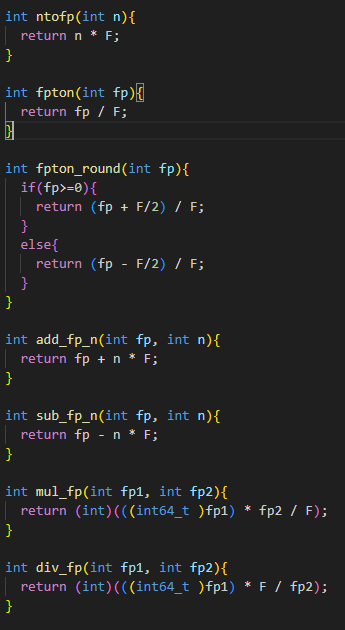 int ntofp(int n){
  return n * F;
}

int fpton(int fp){
  return fp / F;
}

int fpton_round(int fp){
  if(fp>=0){
    return (fp + F/2) / F;
  }
  else{
    return (fp - F/2) / F;
  }
}

int add_fp_n(int fp, int n){
  return fp + n * F;
}

int sub_fp_n(int fp, int n){
  return fp - n * F;
}

int mul_fp(int fp1, int fp2){
  return (int)(((int64_t )fp1) * fp2 / F);
}

int div_fp(int fp1, int fp2){
  return (int)(((int64_t )fp1) * F / fp2);
}